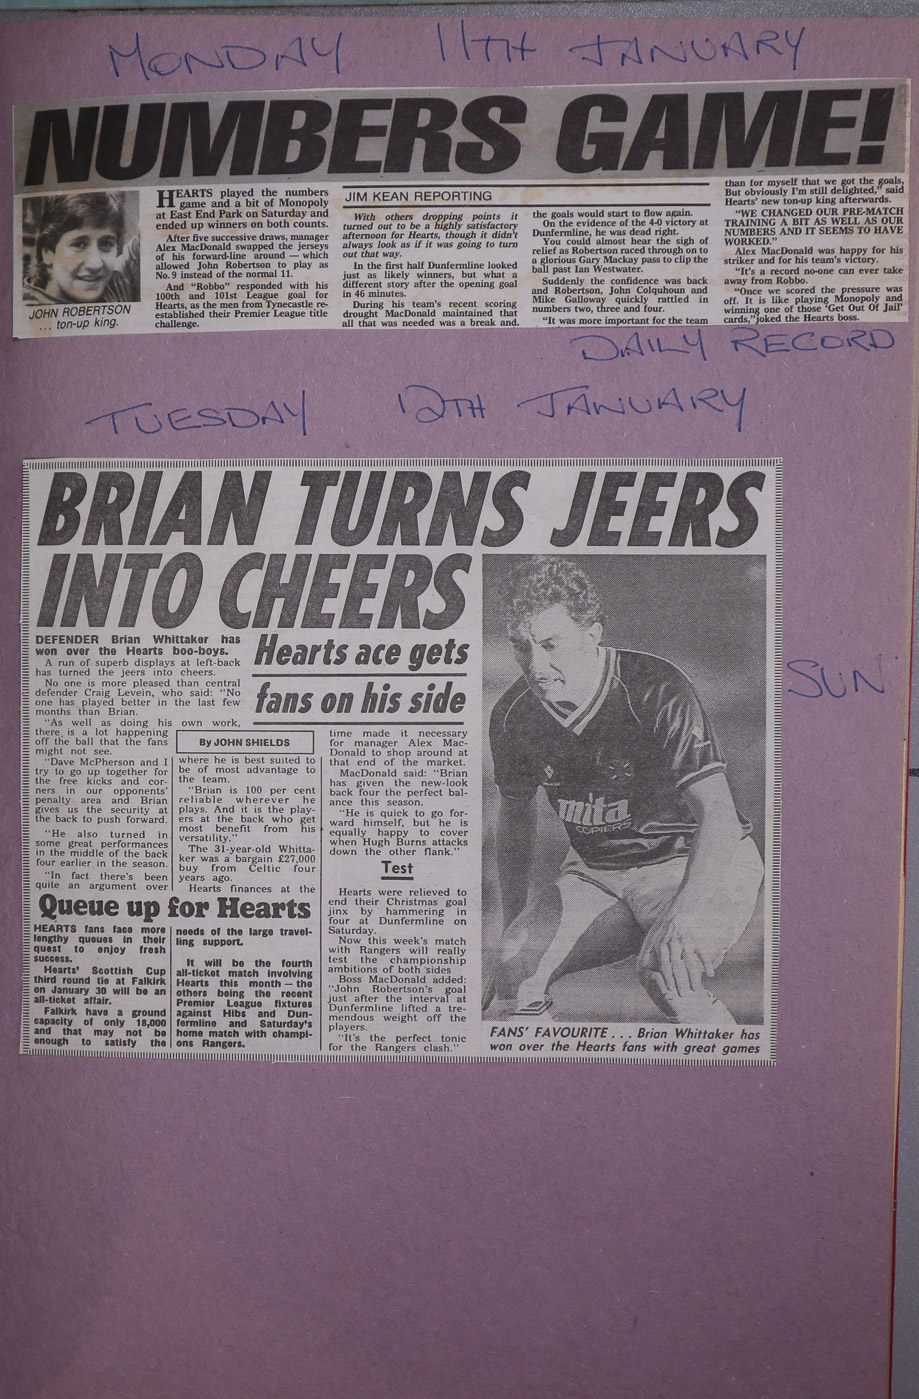 MONDAY 11TH JANUARY
NUMBERS GAME!
JOHN ROBERTSON
... ton-up king.
HEARTS played the numbers
game and a bit of Monopoly
at East End Park on Saturday and
ended up winners on both counts.
After five successive draws, manager
Alex MacDonald swapped the jerseys
of his forward-line around — which
allowed John Robertson to play as
No.9 instead of the normal 11.
And "Robbo" responded with his
100th and 101st League goal for
Hearts, as the men from Tynecastle re-
established their Premier League title
challenge.
JIM KEAN REPORTING
With others dropping points it
turned out to be a highly satisfactory
afternoon for Hearts, though it didn't
always look as if it was going to turn
out that way.
In the first half Dunfermline looked
just as likely winners, but what a
different story after the opening goal
in 46 minutes.
During his team's recent scoring
drought MacDonald maintained that
all that was needed was a break and,
the goals would start to flow again.
On the evidence of the 4-0 victory at
Dunfermline, he was dead right.
You could almost hear the sigh of
relief as Robertson raced through on to
a glorious Gary Mackay pass to clip the
ball past Ian Westwater.
Suddenly the confidence was back
and Robertson, John Colquhoun and
Mike Galloway quickly rattled in
numbers two, three and four.
"It was more important for the team
than for myself that we got the goals,
But obviously I'm still delighted," said
Hearts' new ton-up king afterwards.
"WE CHANGED OUR PRE-MATCH
TRAINING A BIT AS WELL AS OUR
NUMBERS AND IT SEEMS TO HAVE
WORKED."
Alex MacDonald was happy for his
striker and for his team's victory.
"It's a record no-one can ever take
away from Robbo.
"Once we scored the pressure was
off. It is like playing Monopoly and
winning one of those 'Get Out Of Jail'
cards,"joked the Hearts boss.
DAILY RECORD
TUESDAY 12TH JANUARY
BRIAN TURNS JEERS
INTO CHEERS
Hearts ace gets
fans on his side
DEFENDER Brian Whittaker has
won over the Hearts boo-boys.
A run of superb displays at left-back
has turned the jeers into cheers.
No one is more pleased than central
defender Craig Levein, who said: "No
one has played better in the last few
months than Brian.
"As well as doing his own work,
there is a lot happening
off the ball that the fans
might not see.
"Dave McPherson and I
try to go up together for
the free kicks and cor-
ners in our opponents'
penalty area and Brian
gives us the security at
the back to push forward.
"He also turned in
some great performances
in the middle of the back
four earlier in the season.
"In fact there's been
quite an argument over
By JOHN SHIELDS
where he is best suited to
be of most advantage to
the team.
"Brian is 100 per cent
reliable wherever he
plays. And it is the play-
ers at the back who get
most benefit from his
versatility."
The 31-year-old Whitta-
ker was a bargain £27,000
buy from Celtic four
years ago.
Hearts finances at the
time made it necessary
for manager Alex Mac-
Donald to shop around at
that end of the market.
MacDonald said: "Brian
has given the new-look
back four the perfect bal-
ance this season.
"He is quick to go for-
ward himself, but he is
equally happy to cover
when Hugh Burns attacks
down the other flank."
Test
Hearts were relieved to
end their Christmas goal
jinx by hammering in
four at Dunfermline on
Saturday.
Now this week's match
with Rangers will really
test the championship
ambitions of both sides
Boss MacDonald added:
"John Robertson's goal
just after the interval at
Dunfermline lifted a tre-
mendous weight off the
players.
"It's the perfect tonic
for the Rangers clash."
Queue up for Hearts
HEARTS fans face more
lengthy queues in their
quest to enjoy fresh
success.
Hearts' Scottish Cup
third round tie at Falkirk
on January 30 will be an
all-ticket affair.
Falkirk have a ground
capacity of only 18,000
and that may not be
enough to satisfy the
needs of the large travel-
ling support.
It will be the fourth
all-ticket match involving
Hearts this month — the
others being the recent
Premier League fixtures
against Hibs and Dun-
fermline and Saturday's
home match with champi-
ons Rangers.
mita
COPIERS
FANS' FAVOURITE . . . Brian Whittaker has
won over the Hearts fans with great games
SUN